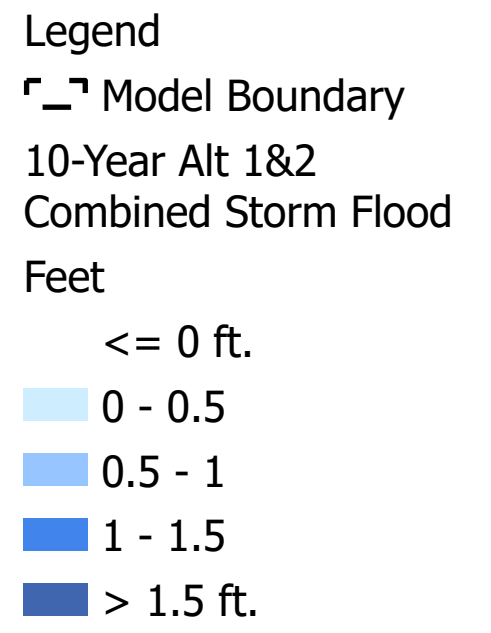 Legend
Model Boundary
10-Year Alt 1&2
Combined Storm Flood
Feet
<= 0 ft.
0 - 0.5
0.5 - 1
1 - 1.5
> 1.5 ft.